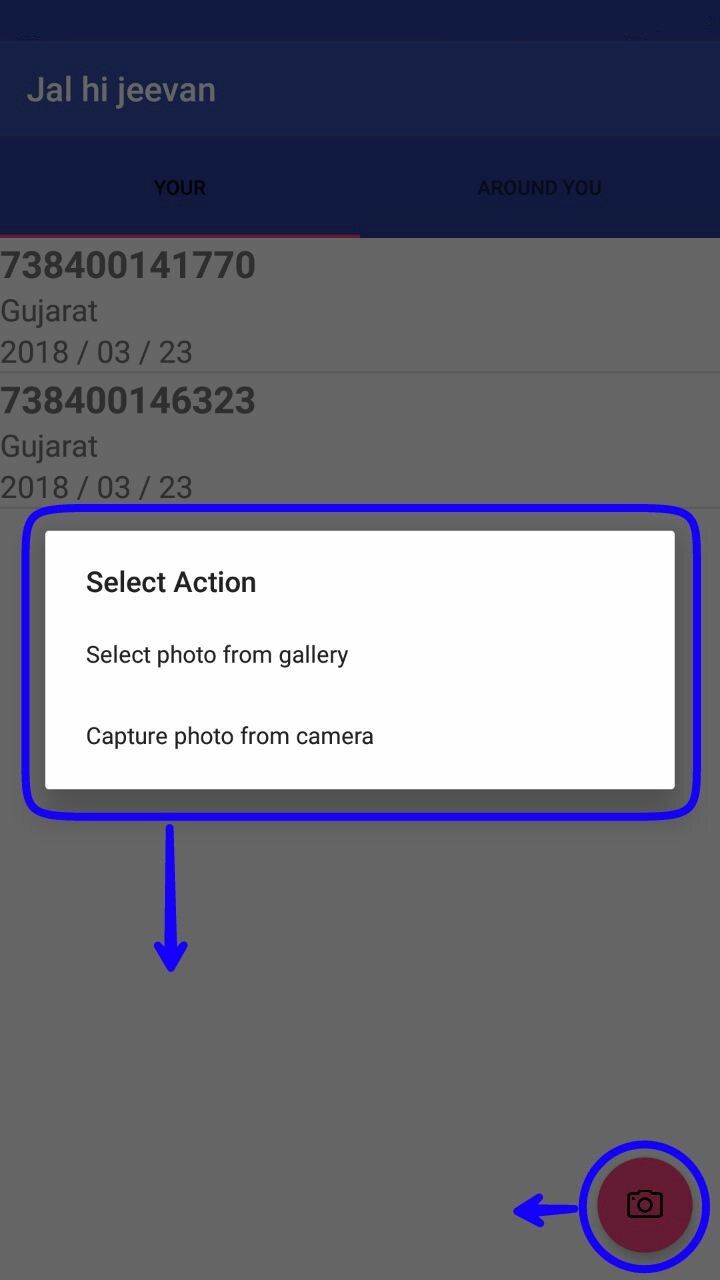 Jal hi jeevan
YOUR
AROUND YOU
738400141770
Gujarat
2018 / 03 / 23
738400146323
Gujarat
2018 / 03 / 23
Select Action
Select photo from gallery
Capture photo from camera